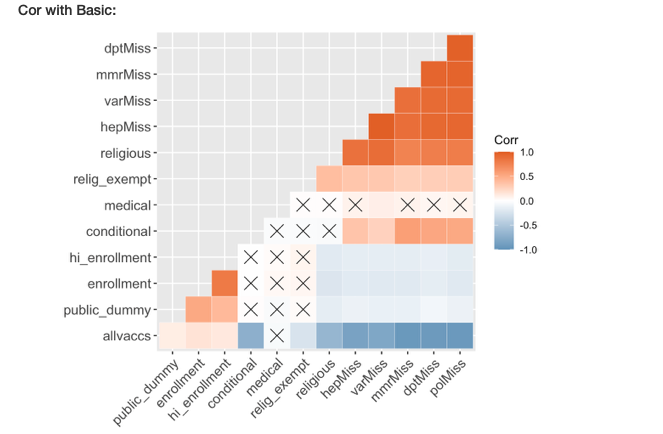 Cor with Basic:
dptMiss
mmrMiss
varMiss
hepMiss
religious
relig_exempt
medical
conditional
hi_enrollment
enrollment
public_dummy
allvaccs
Corr
1.0
0.5
0.0
-0.5
-1.0
public_dummy
enrollment
hi_enrollment
conditional
medical
relig_exempt
religious
hepMiss
varMiss
mmrMiss
dptMiss
polMiss